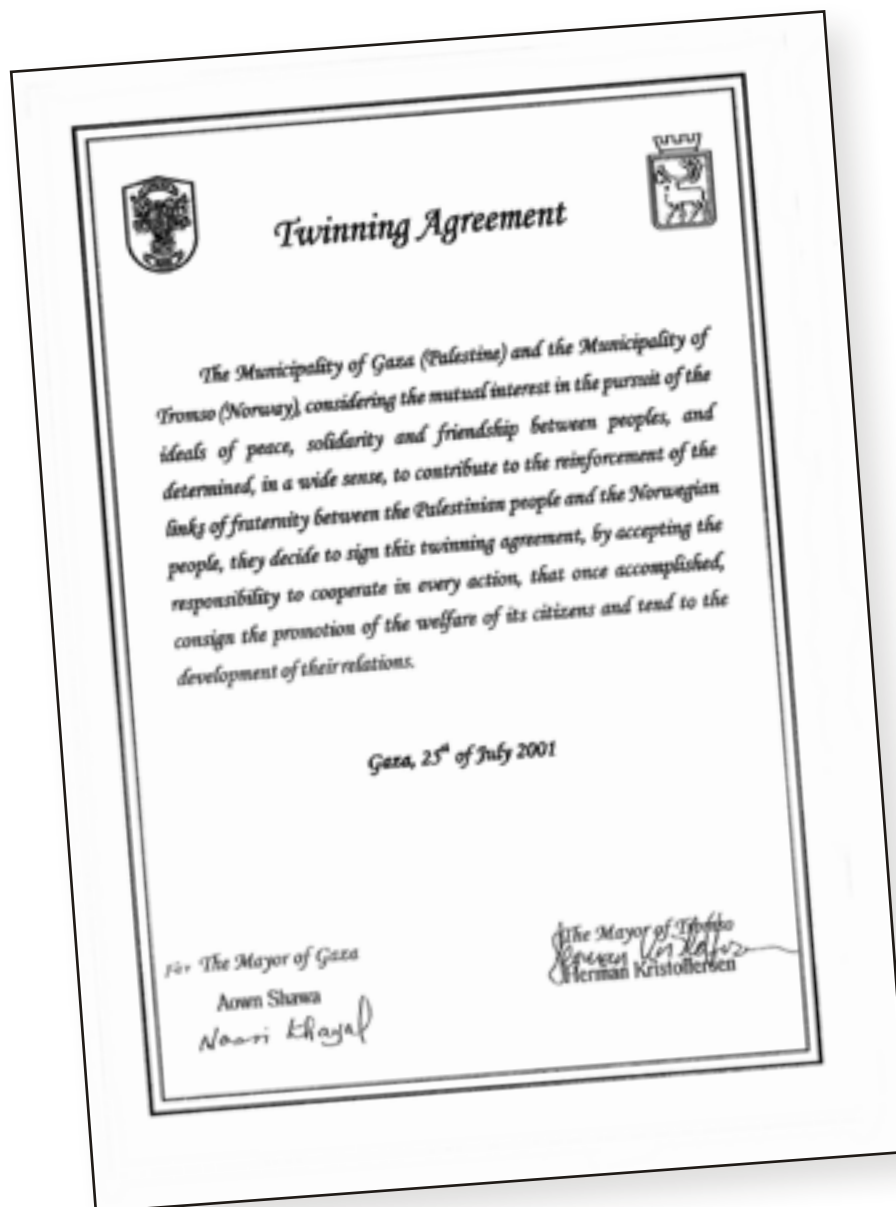 Twinning Agreement
The Municipality of Gaza (Palestine) and the Municipality of
Tromso (Norway), considering the mutual interest in the pursuit of the
ideals of peace, solidarity and friendship between peoples, and
determined, in a wide sense, to contribute to the reinforcement of the
links of fraternity between the Palestinian people and the Norwegian
people, they decide to sign this twinning agreement, by accepting the
responsibility to cooperate in every action, that once accomplished,
consign the promotion of the welfare of its citizens and tend to the
development of their relations.
Gaza, 25th of July 2001
For The Mayor of Gaza
Aown Shawa
Nasri Khayal
The Mayor of Tromso
Herman Kristoffersen